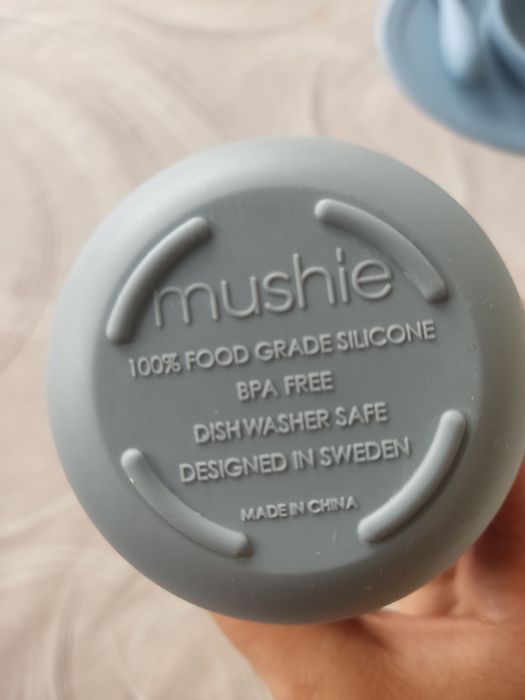 mushie
100% FOOD GRADE SILICONE
BPA FREE
DISHWASHER SAFE
DESIGNED IN SWEDEN
MADE IN CHINA